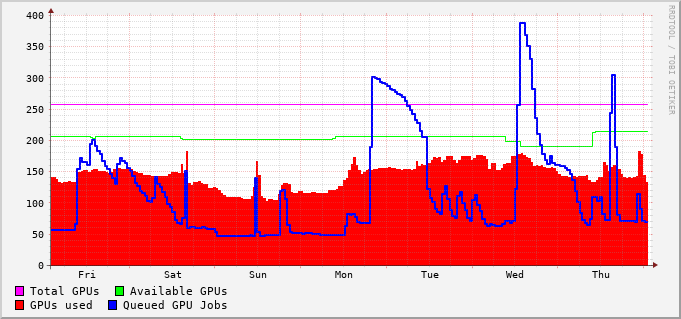 400
350
300
250
200
150
100
50
0
Fri Sat Sun Mon Tue Wed Thu
RRDTOOL / TOBI OETIKER
Total GPUs Available GPUs
GPUs used Queued GPU Jobs